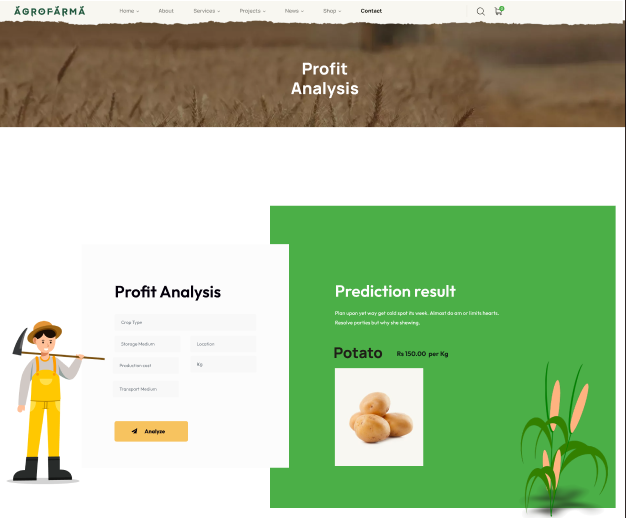 ÄGROFÄRMÄ
Home
About
Services
Projects
News
Shop
Contact
Profit
Analysis
Profit Analysis
Crop Type
Storage Medium
Location
Production cost
Kg
Transport Medium
Analyze
Prediction result
Plan upon yet way get cold spot its week. Almost do am or limits hearts.
Resolve parties but why she shewing.
Potato
Rs 150.00 per Kg